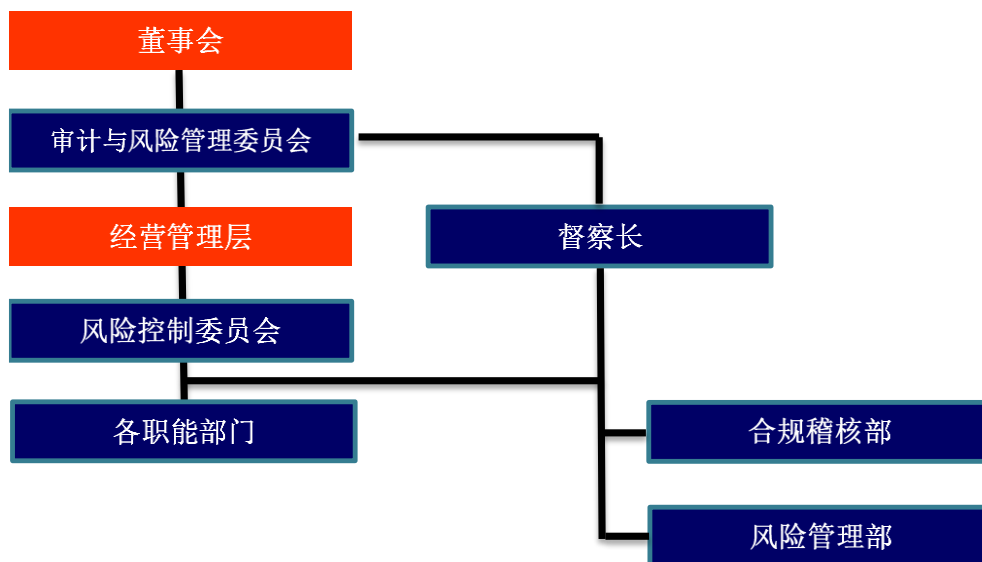 董事会
审计与风险管理委员会
经营管理层
督察长
风险控制委员会
各职能部门
合规稽核部
风险管理部